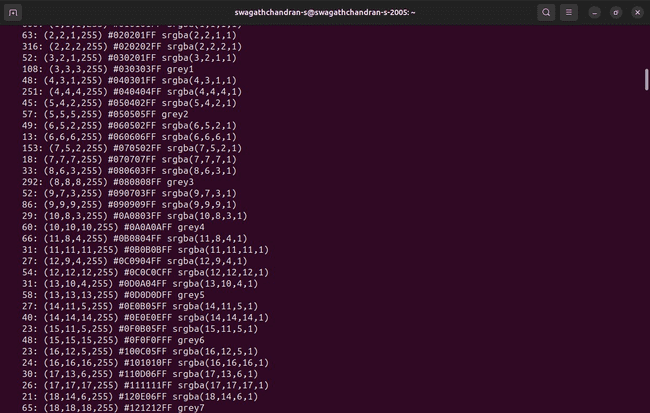 swagathchandran-s@swagathchandran-s-2005: ~
63: (2,2,1,255) #020201FF srgba(2,2,1,1)
316: (2,2,2,255) #020202FF srgba(2,2,2,1)
52: (3,2,1,255) #030201FF srgba(3,2,1,1)
108: (3,3,3,255) #030303FF grey1
48: (4,3,1,255) #040301FF srgba(4,3,1,1)
251: (4,4,4,255) #040404FF srgba(4,4,4,1)
45: (5,4,2,255) #050402FF srgba(5,4,2,1)
57: (5,5,5,255) #050505FF grey2
49: (6,5,2,255) #060502FF srgba(6,5,2,1)
13: (6,6,6,255) #060606FF srgba(6,6,6,1)
153: (7,5,2,255) #070502FF srgba(7,5,2,1)
18: (7,7,7,255) #070707FF srgba(7,7,7,1)
33: (8,6,3,255) #080603FF srgba(8,6,3,1)
292: (8,8,8,255) #080808FF grey3
52: (9,7,3,255) #090703FF srgba(9,7,3,1)
86: (9,9,9,255) #090909FF srgba(9,9,9,1)
29: (10,8,3,255) #0A0803FF srgba(10,8,3,1)
60: (10,10,10,255) #0A0A0AFF grey4
66: (11,8,4,255) #0B0804FF srgba(11,8,4,1)
31: (11,11,11,255) #0B0B0BFF srgba(11,11,11,1)
27: (12,9,4,255) #0C0904FF srgba(12,9,4,1)
54: (12,12,12,255) #0C0C0CFF srgba(12,12,12,1)
31: (13,10,4,255) #0D0A04FF srgba(13,10,4,1)
58: (13,13,13,255) #0D0D0DFF grey5
27: (14,11,5,255) #0E0B05FF srgba(14,11,5,1)
40: (14,14,14,255) #0E0E0EFF srgba(14,14,14,1)
23: (15,11,5,255) #0F0B05FF srgba(15,11,5,1)
48: (15,15,15,255) #0F0F0FFF grey6
23: (16,12,5,255) #100C05FF srgba(16,12,5,1)
24: (16,16,16,255) #101010FF srgba(16,16,16,1)
30: (17,13,6,255) #110D06FF srgba(17,13,6,1)
26: (17,17,17,255) #111111FF srgba(17,17,17,1)
21: (18,14,6,255) #120E06FF srgba(18,14,6,1)
65: (18,18,18,255) #121212FF grey7